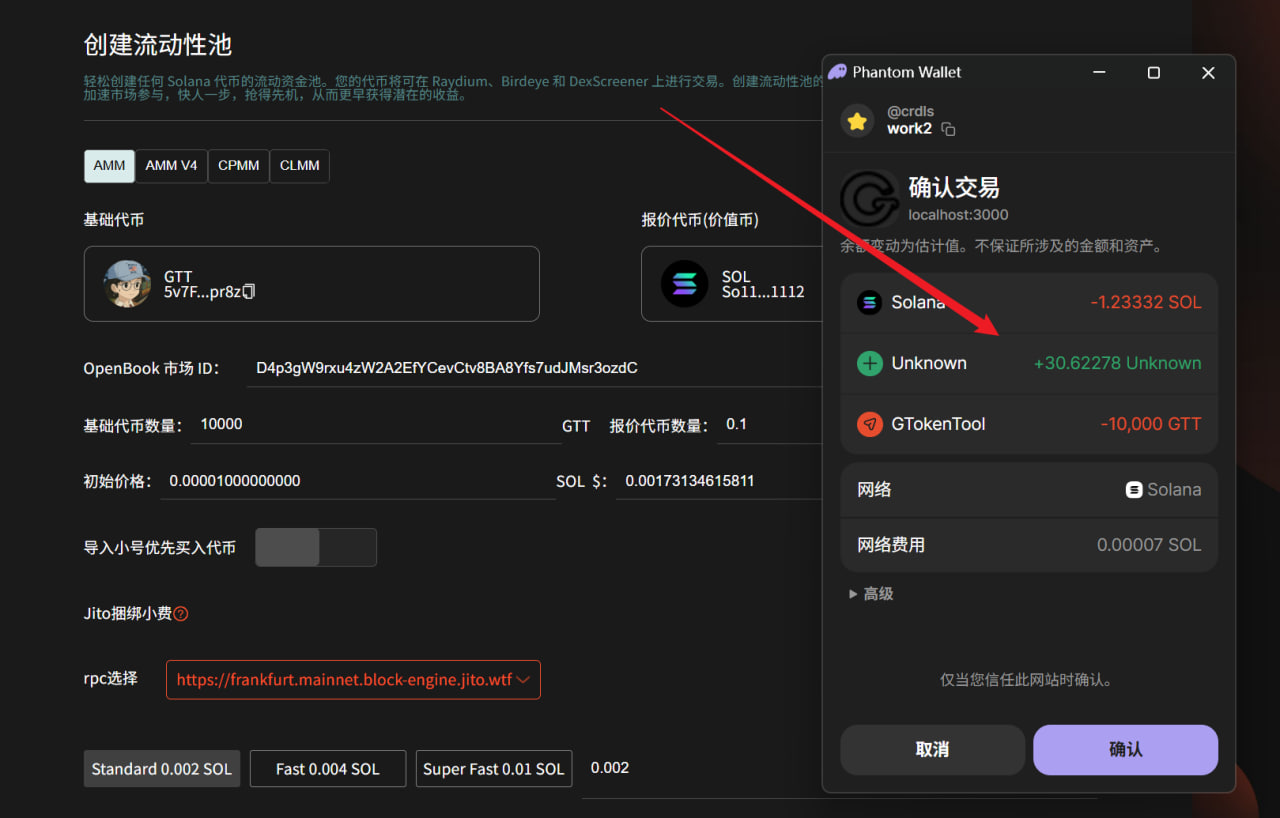 创建流动性池
轻松创建任何 Solana 代币的流动资金池。您的代币将可在 Raydium、Birdeye 和 DexScreener 上进行交易。创建流动性池的
加速市场参与，快人一步，抢得先机，从而更早获得潜在的收益。
AMM
AMM V4
CPMM
CLMM
基础代币
报价代币(价值币)
GTT
5v7F...pr8z
SOL
So11...1112
OpenBook 市场 ID：
D4p3gW9rxu4zW2A2EfYCevCtv8BA8Yfs7udJMsr3ozdC
基础代币数量：
10000
GTT
报价代币数量：
0.1
初始价格：
0.00001000000000
SOL
$：
0.00173134615811
导入小号优先买入代币
Jito捆绑小费?
rpc选择
https://frankfurt.mainnet.block-engine.jito.wtf
Standard 0.002 SOL
Fast 0.004 SOL
Super Fast 0.01 SOL
0.002
Phantom Wallet
@crdls
work2
确认交易
localhost:3000
余额变动为估计值。不保证所涉及的金额和资产。
Solana
-1.23332 SOL
Unknown
+30.62278 Unknown
GTokenTool
-10,000 GTT
网络
Solana
网络费用
0.00007 SOL
高级
仅当您信任此网站时确认。
取消
确认